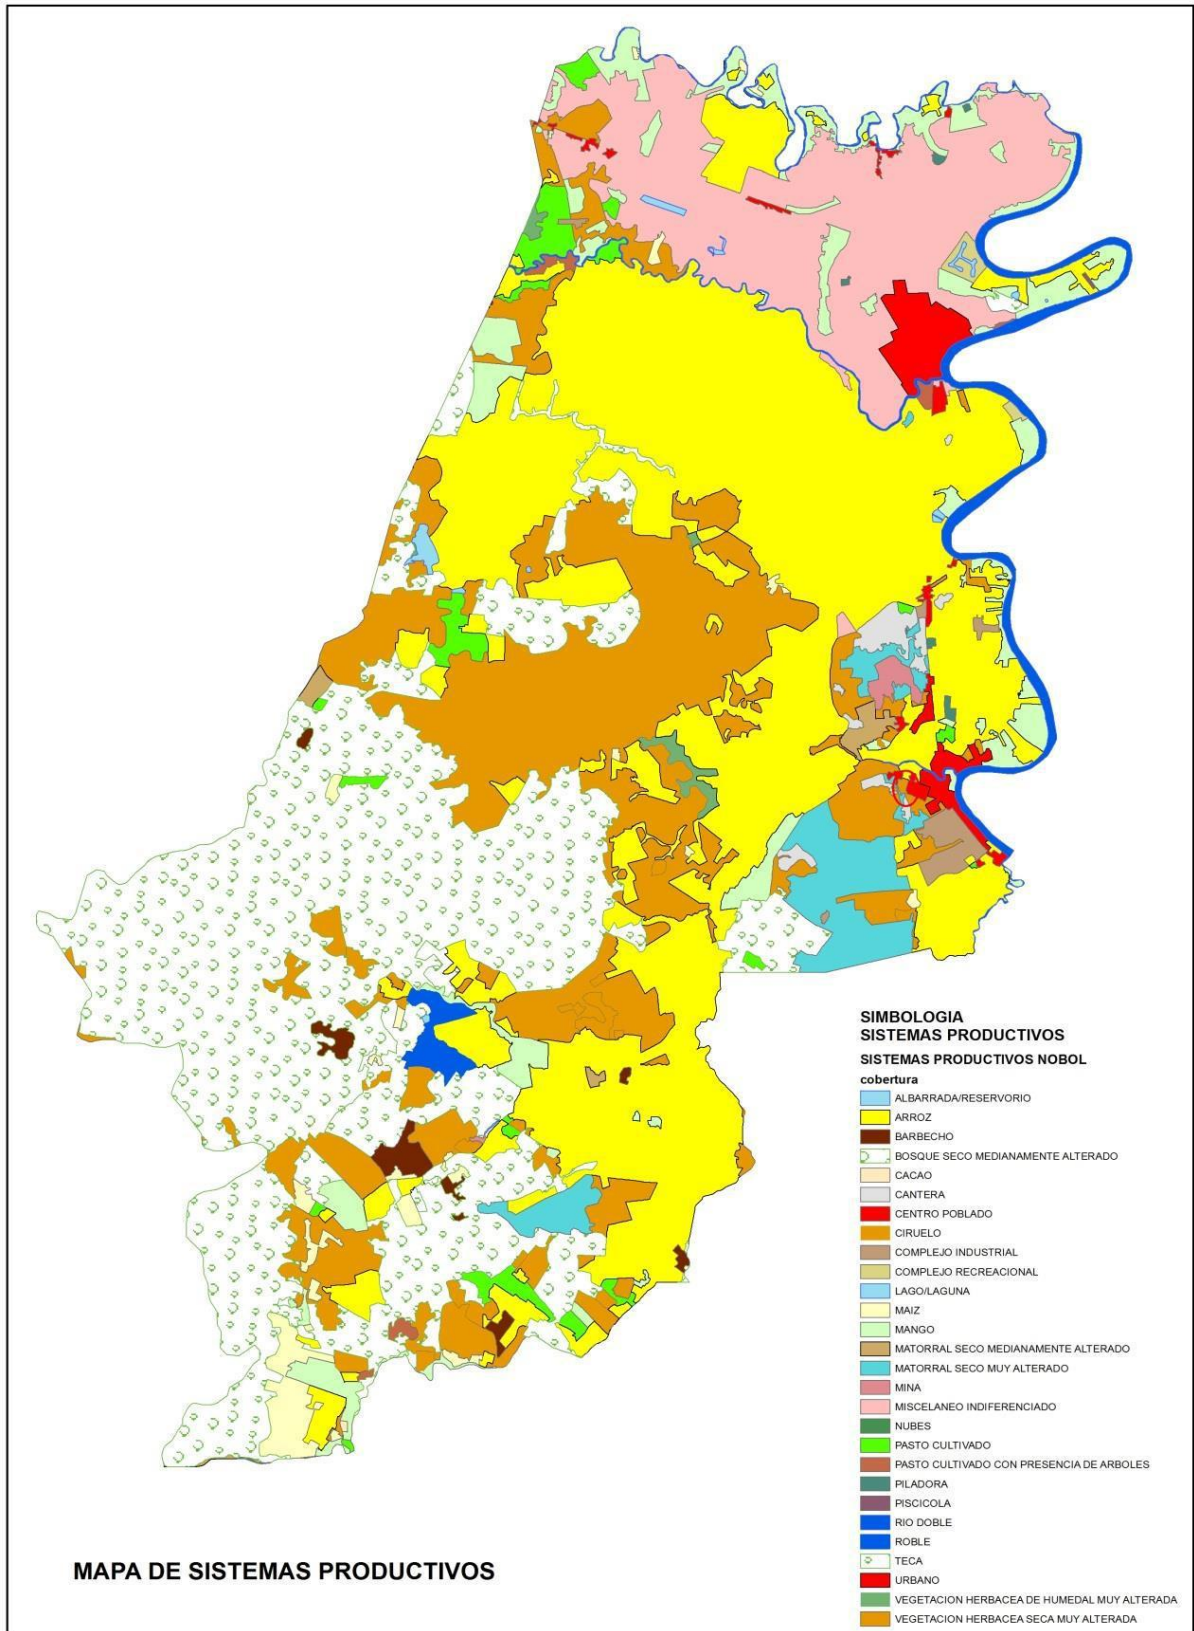 SIMBOLOGIA
SISTEMAS PRODUCTIVOS
SISTEMAS PRODUCTIVOS NOBOL
cobertura
ALBARRADA/RESERVORIO
ARROZ
BARBECHO
BOSQUE SECO MEDIANAMENTE ALTERADO
CACAO
CANTERA
CENTRO POBLADO
CIRUELO
COMPLEJO INDUSTRIAL
COMPLEJO RECREACIONAL
LAGO/LAGUNA
MAIZ
MANGO
MATORRAL SECO MEDIANAMENTE ALTERADO
MATORRAL SECO MUY ALTERADO
MINA
MISCELANEO INDIFERENCIADO
NUBES
PASTO CULTIVADO
PASTO CULTIVADO CON PRESENCIA DE ARBOLES
PILADORA
PISCICOLA
RIO DOBLE
ROBLE
TECA
URBANO
VEGETACION HERBACEA DE HUMEDAL MUY ALTERADA
VEGETACION HERBACEA SECA MUY ALTERADA
MAPA DE SISTEMAS PRODUCTIVOS